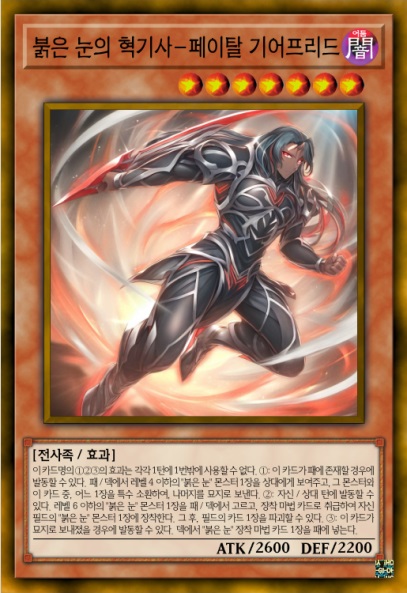 붉은 눈의 혁기사-페이탈 기어프리드
어둠
闇
[전사족 / 효과]
이 카드명의 ①②③의 효과는 각각 1턴에 1번밖에 사용할 수 없다. ①: 이 카드가 패에 존재할 경우에
발동할 수 있다. 패 / 덱에서 레벨 4 이하의 "붉은 눈" 몬스터 1장을 상대에게 보여주고, 그 몬스터와
이 카드 중, 어느 1장을 특수 소환하여, 나머지를 묘지로 보낸다. ②: 자신 / 상대 턴에 발동할 수
있다. 레벨 6 이하의 "붉은 눈" 몬스터 1장을 패 / 덱에서 고르고, 장착 마법 카드로 취급하여 자신
필드의 "붉은 눈" 몬스터 1장에 장착한다. 그 후, 필드의 카드 1장을 파괴할 수 있다. ③: 이 카드가
묘지로 보내졌을 경우에 발동할 수 있다. 덱에서 "붉은 눈" 장착 마법 카드 1장을 패에 넣는다.
ATK/2600 DEF/2200